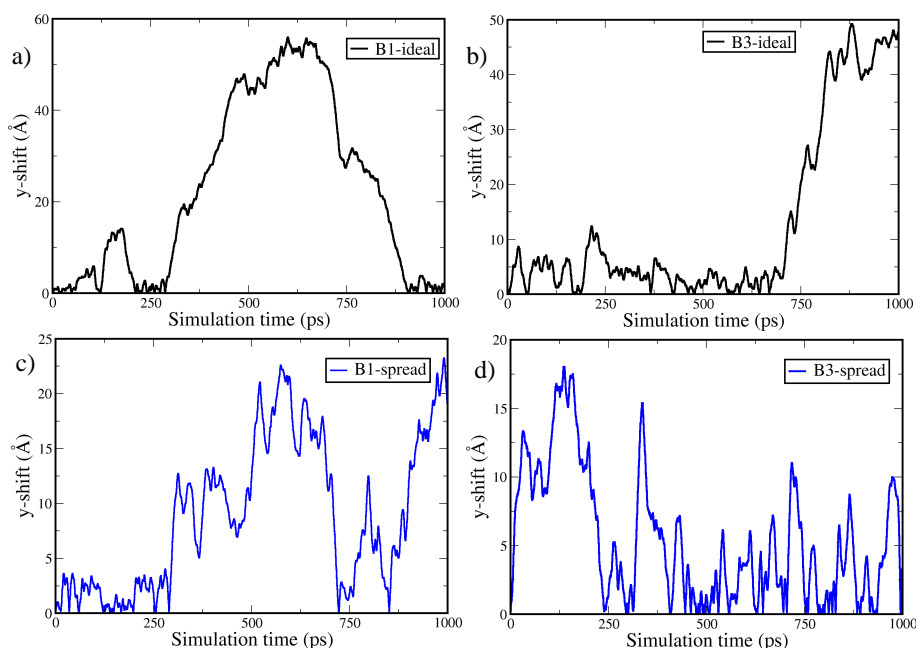 a)
B1-ideal
y-shift (Å)
60
40
20
0
0 250 500 750 1000
Simulation time (ps)
b)
B3-ideal
y-shift (Å)
50
40
30
20
10
0
0 250 500 750 1000
Simulation time (ps)
c)
B1-spread
y-shift (Å)
25
20
15
10
5
0
0 250 500 750 1000
Simulation time (ps)
d)
B3-spread
y-shift (Å)
20
15
10
5
0
0 250 500 750 1000
Simulation time (ps)